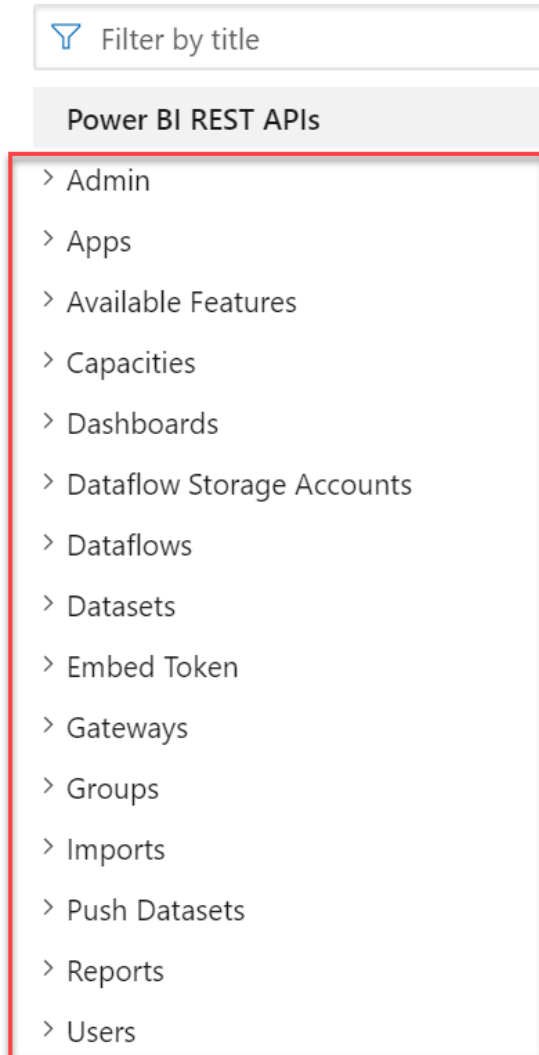 Filter by title
Power BI REST APIs
Admin
Apps
Available Features
Capacities
Dashboards
Dataflow Storage Accounts
Dataflows
Datasets
Embed Token
Gateways
Groups
Imports
Push Datasets
Reports
Users